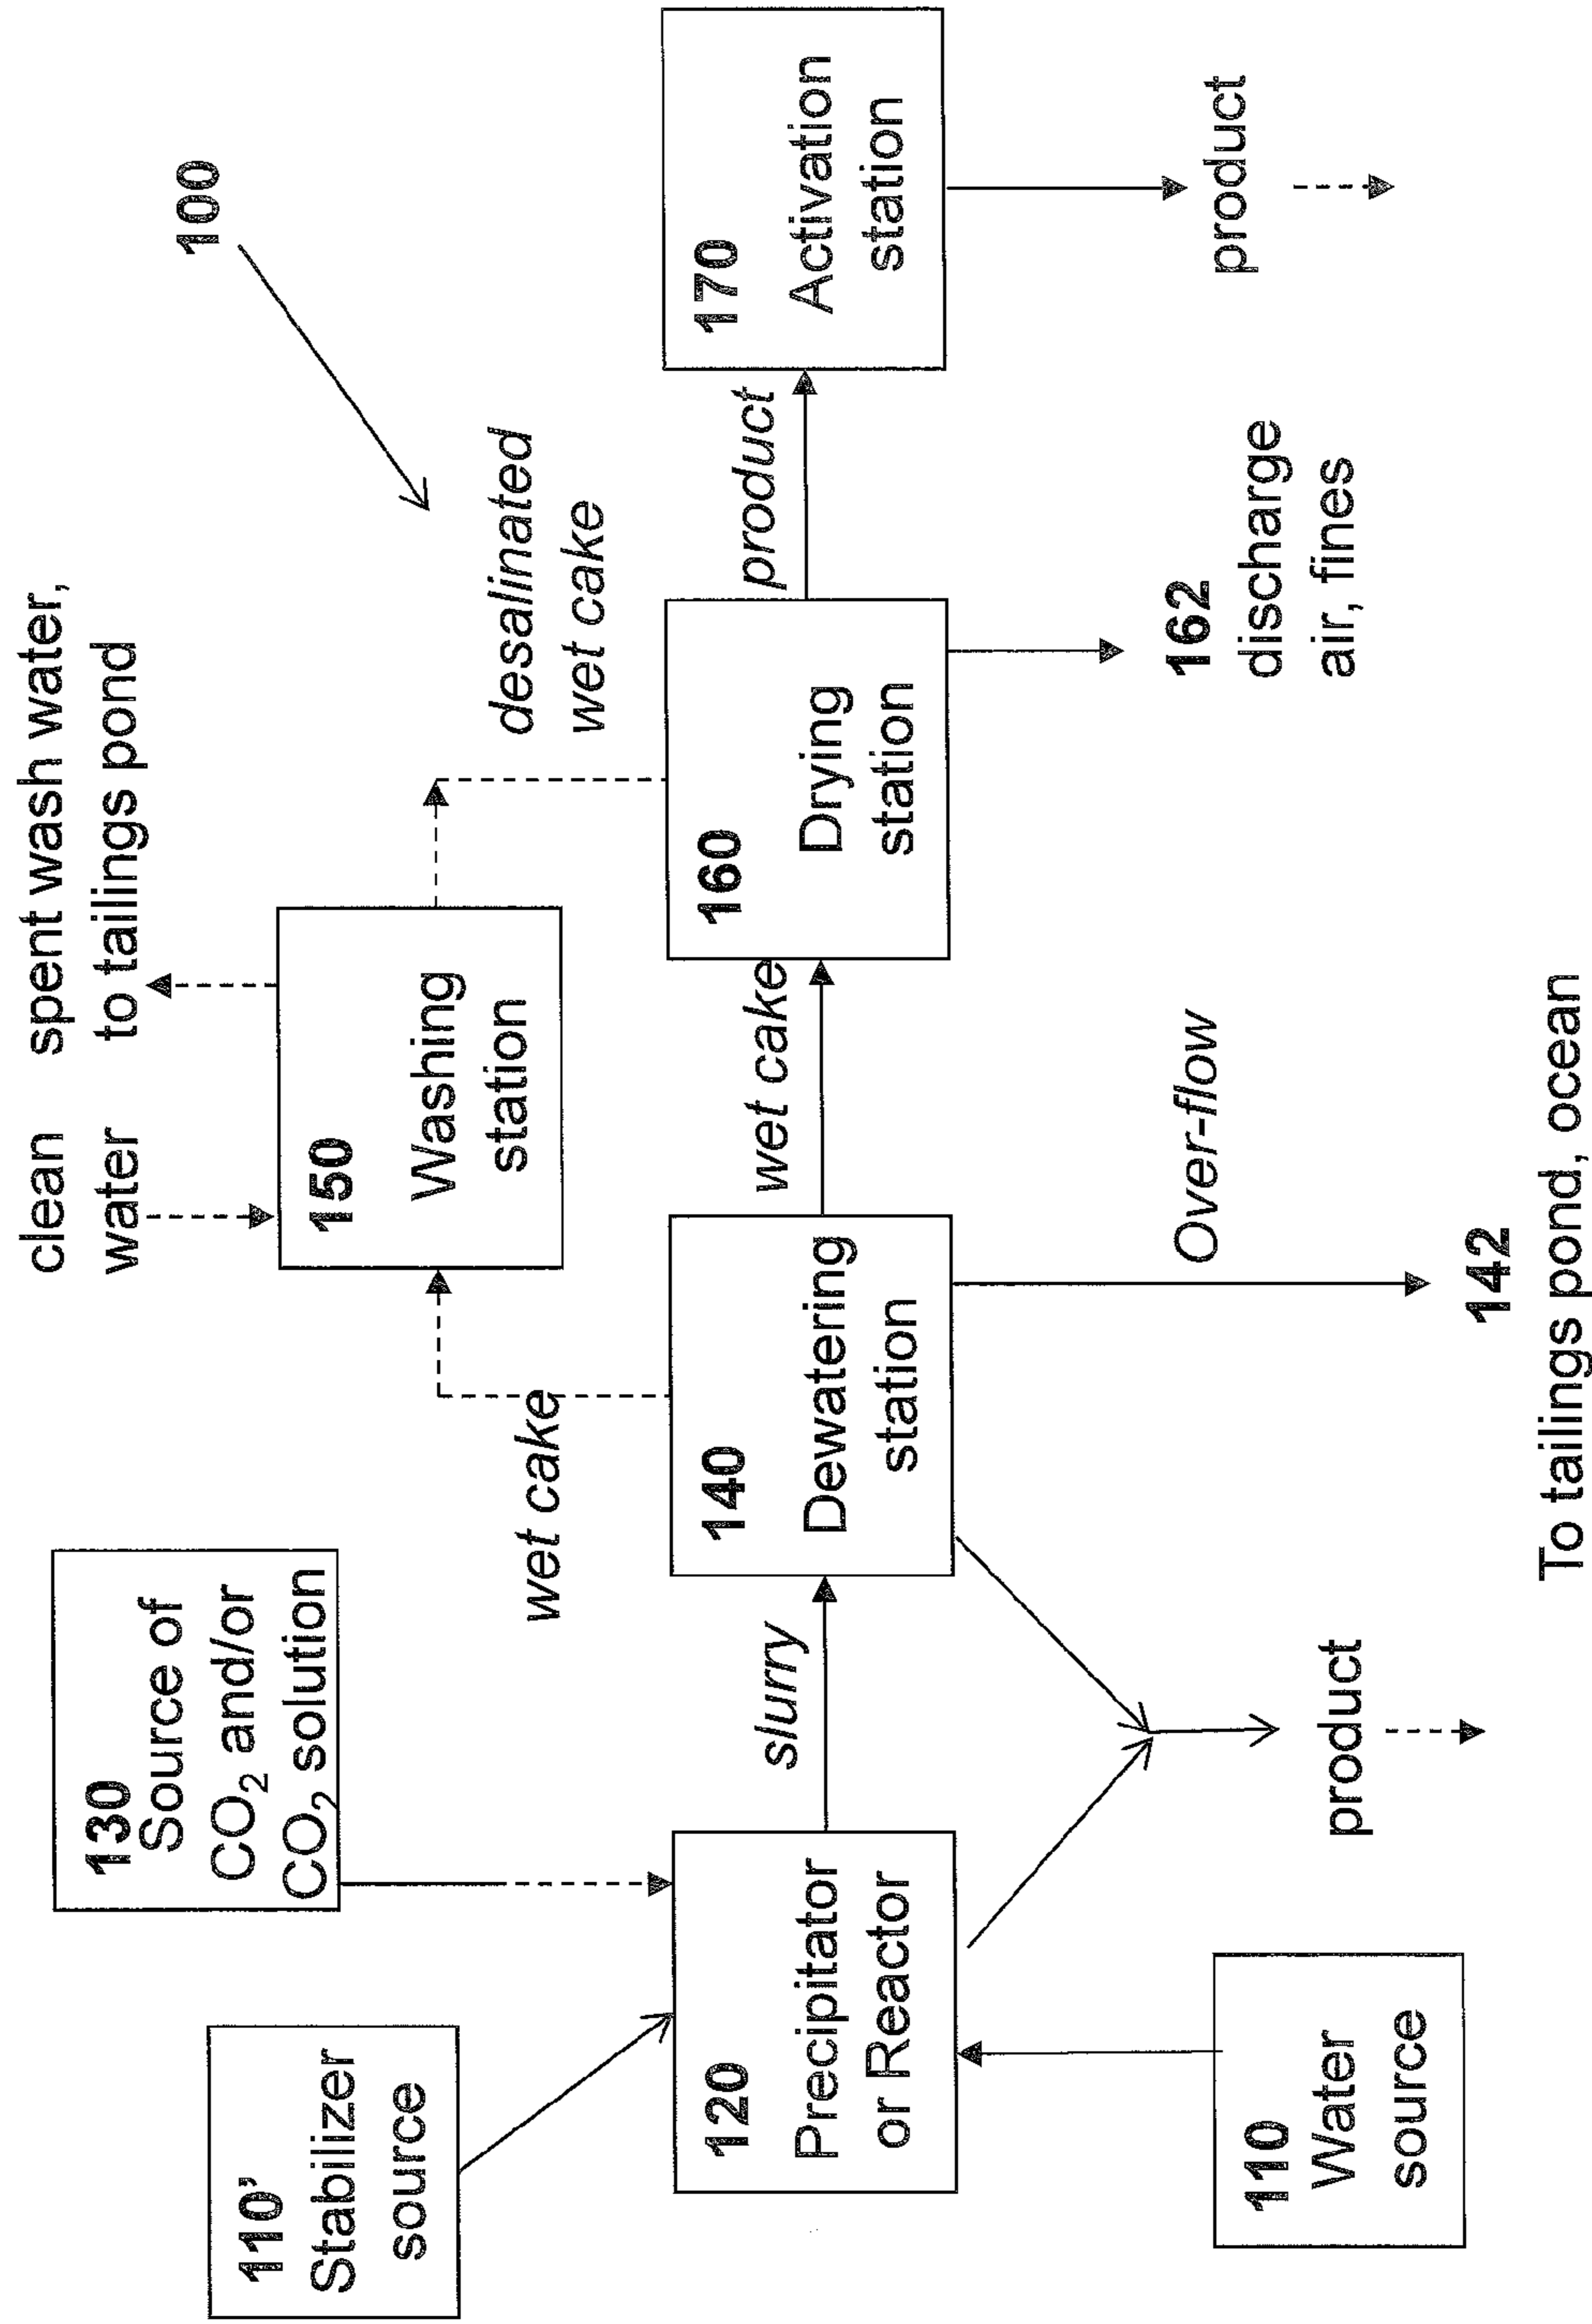 100
clean
water
spent wash water,
to tailings pond
150
Washing
station
desalinated
wet cake
130
Source of
CO2 and/or
CO2 solution
wet cake
110’
Stabilizer
source
120
Precipitator
or Reactor
slurry
140
Dewatering
station
wet cake
160
Drying
station
product
170
Activation
station
110
Water
source
product
Over-flow
142
To tailings pond, ocean
162
discharge
air, fines
product